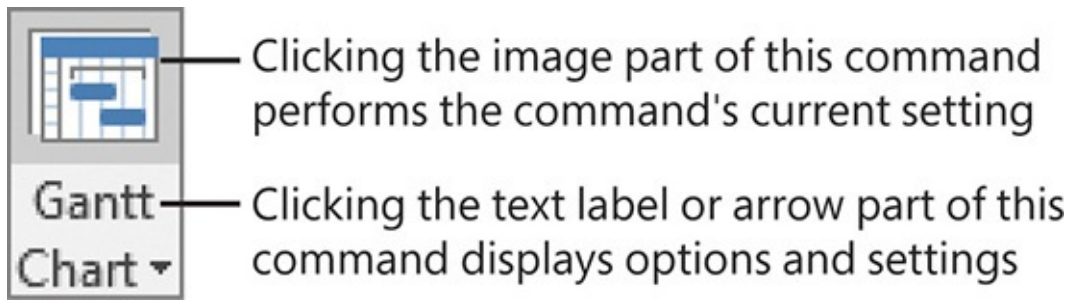 Clicking the image part of this command
performs the command's current setting
Gantt
Chart
Clicking the text label or arrow part of this
command displays options and settings